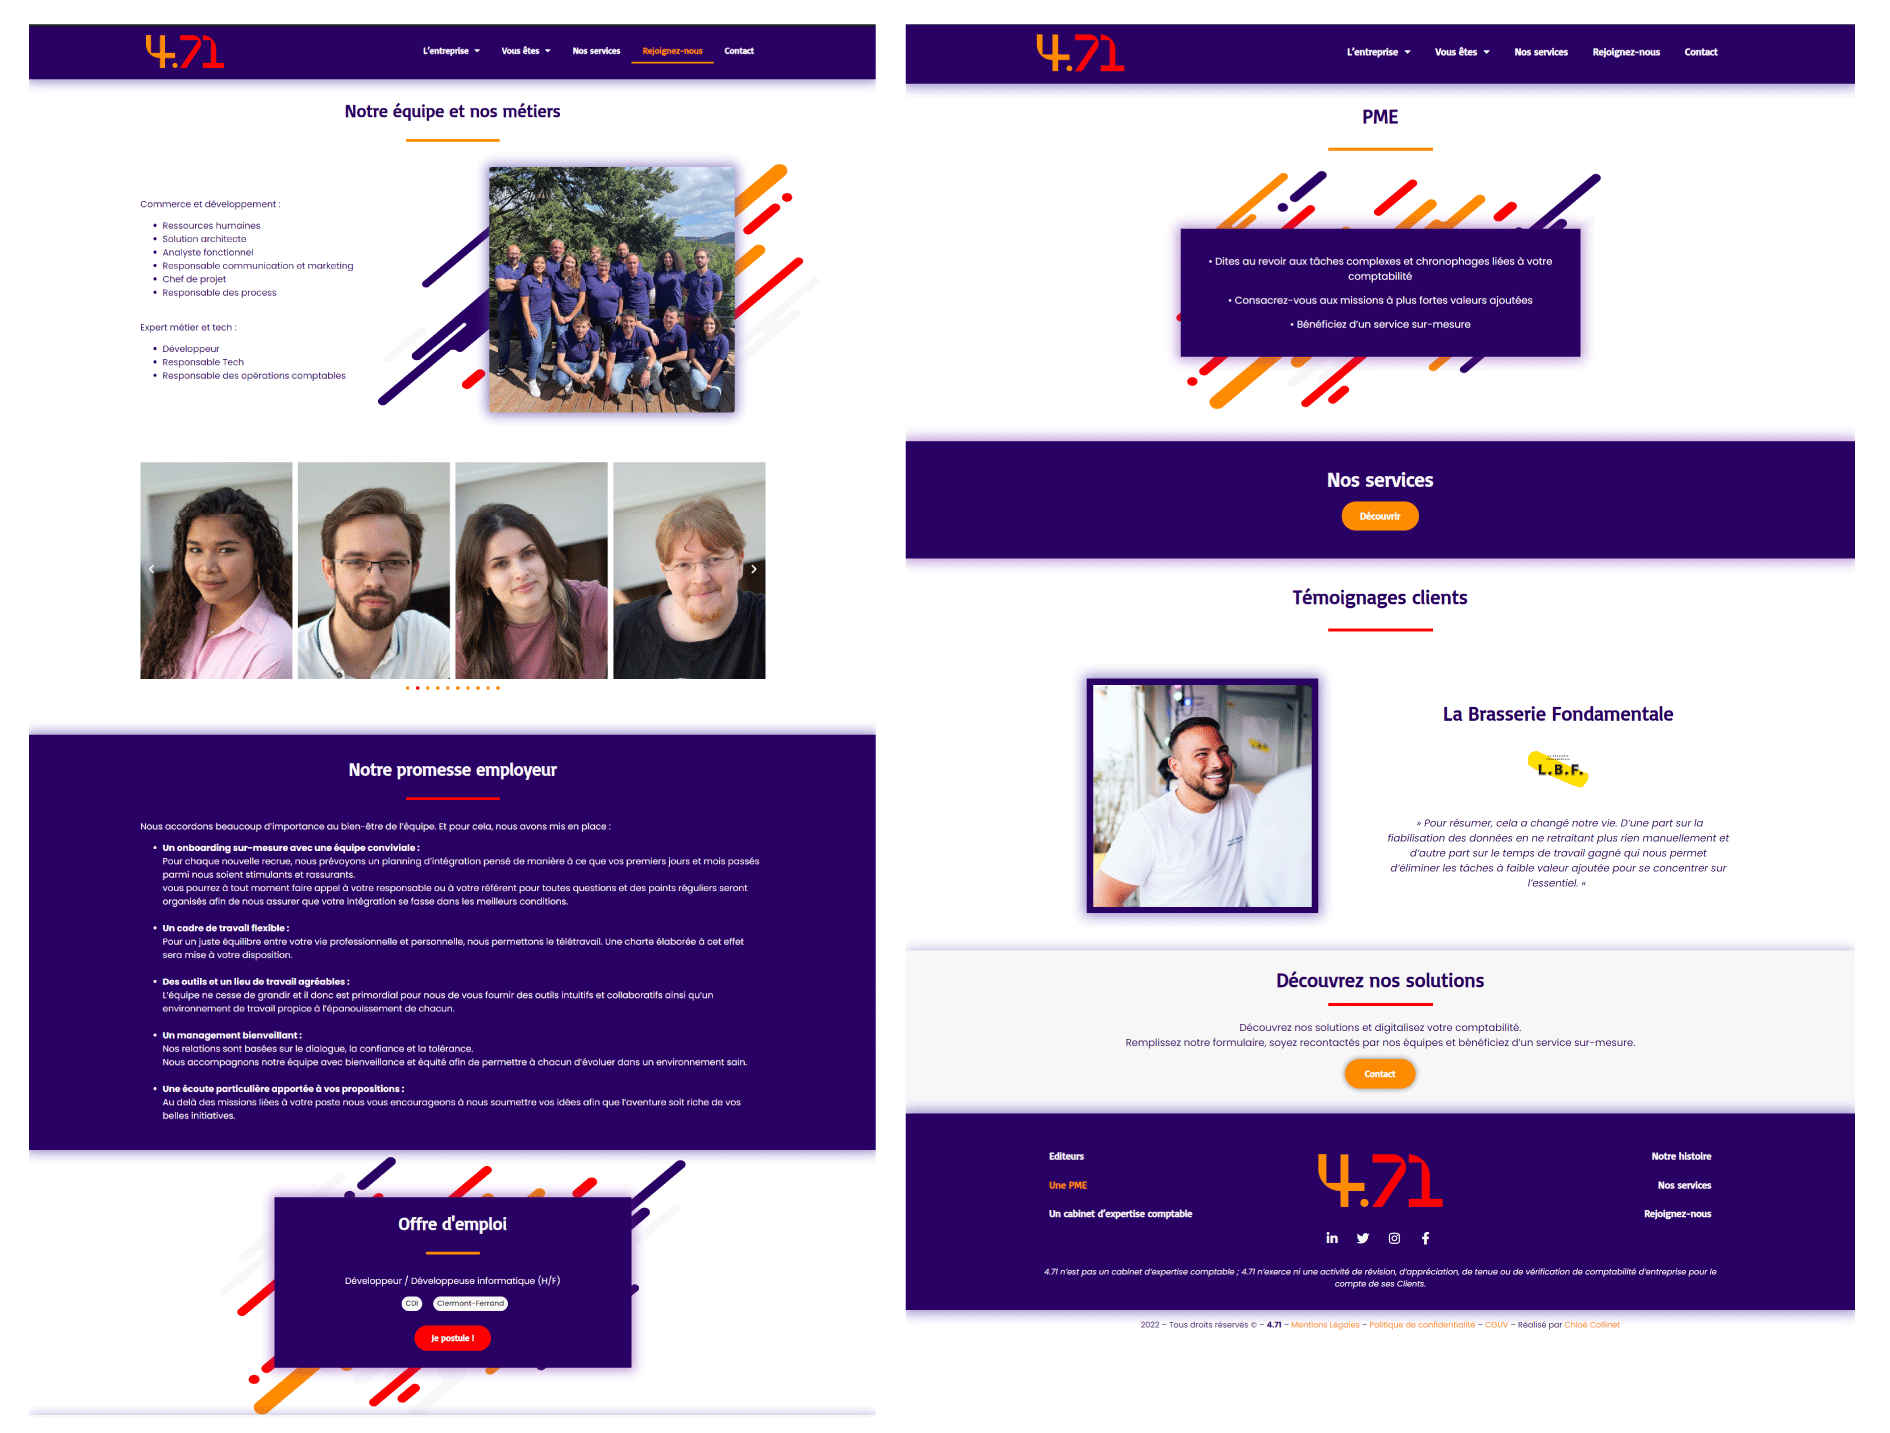 4.71
L'entreprise
Vous êtes
Nos services
Rejoignez-nous
Contact
Notre équipe et nos métiers
Commerce et développement :
• Ressources humaines
• Solution architecte
• Analyste fonctionnel
• Responsable communication et marketing
• Chef de projet
• Responsable des process
Expert métier et tech :
• Développeur
• Responsable Tech
• Responsable des opérations comptables
Notre promesse employeur
Nous accordons beaucoup d'importance au bien-être de l'équipe. Et pour cela, nous avons mis en place :
• Un onboarding sur-mesure avec une équipe conviviale :
Pour chaque nouvelle recrue, nous prévoyons un planning d'intégration pensé de manière à ce que vos premiers jours et mois passés
parmi nous soient stimulants et rassurants.
vous pourrez à tout moment faire appel à votre responsable ou à votre référent pour toutes questions et des points réguliers seront
organisés afin de nous assurer que votre intégration se fasse dans les meilleurs conditions.
• Un cadre de travail flexible :
Pour un juste équilibre entre votre vie professionnelle et personnelle, nous permettons le télétravail. Une charte élaborée à cet effet
sera mise à votre disposition.
• Des outils et un lieu de travail agréables :
L'équipe ne cesse de grandir et il donc est primordial pour nous de vous fournir des outils intuitifs et collaboratifs ainsi qu'un
environnement de travail propice à l'épanouissement de chacun.
• Un management bienveillant :
Nos relations sont basées sur le dialogue, la confiance et la tolérance.
Nous accompagnons notre équipe avec bienveillance et équité afin de permettre à chacun d'évoluer dans un environnement sain.
• Une écoute particulière apportée à vos propositions :
Au delà des missions liées à votre poste nous vous encourageons à nous soumettre vos idées afin que l'aventure soit riche de vos
belles initiatives.
Offre d'emploi
Développeur / Développeuse informatique (H/F)
CDI Clermont-Ferrand
Je postule !
4.71
L'entreprise
Vous êtes
Nos services
Rejoignez-nous
Contact
PME
• Dites au revoir aux tâches complexes et chronophages liées à votre
comptabilité
• Consacrez-vous aux missions à plus fortes valeurs ajoutées
• Bénéficiez d'un service sur-mesure
Nos services
Découvrir
Témoignages clients
La Brasserie Fondamentale
L.B.F.
» Pour résumer, cela a changé notre vie. D'une part sur la
fiabilisation des données en ne retraitant plus rien manuellement et
d'autre part sur le temps de travail gagné qui nous permet
d'éliminer les tâches à faible valeur ajoutée pour se concentrer sur
l'essentiel. «
Découvrez nos solutions
Découvrez nos solutions et digitalisez votre comptabilité.
Remplissez notre formulaire, soyez recontactés par nos équipes et bénéficiez d'un service sur-mesure.
Contact
Editeurs
Une PME
Un cabinet d'expertise comptable
4.71
Notre histoire
Nos services
Rejoignez-nous
4.71 n'est pas un cabinet d'expertise comptable ; 4.71 n'exerce ni une activité de révision, d'appréciation, de tenue ou de vérification de comptabilité d'entreprise pour le
compte de ses Clients.
2022 – Tous droits réservés © – 4.71 – Mentions Légales – Politique de confidentialité – CGUV – Réalisé par Chloé Collinet